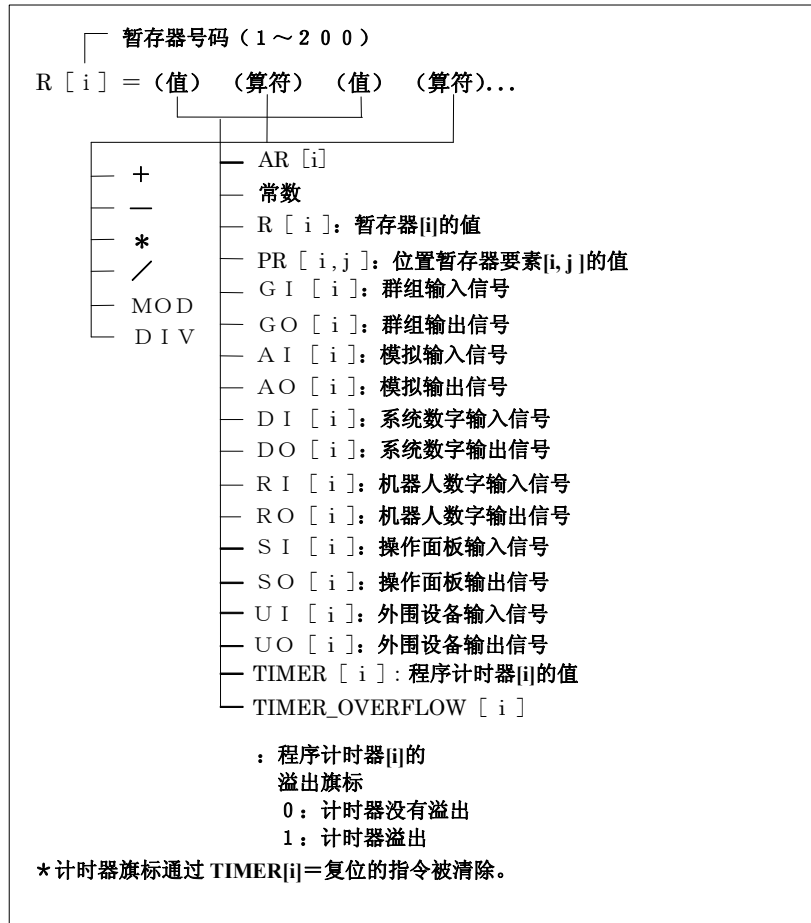 暂存器号码（1～200）
R［i］＝（值） （算符） （值） （算符）...
＋
－
＊
／
MOD
DIV
AR［i］
常数
R［i］：暂存器[i]的值
PR［i,j］：位置暂存器要素[i, j ]的值
GI［i］：群组输入信号
GO［i］：群组输出信号
AI［i］：模拟输入信号
AO［i］：模拟输出信号
DI［i］：系统数字输入信号
DO［i］：系统数字输出信号
RI［i］：机器人数字输入信号
RO［i］：机器人数字输出信号
SI［i］：操作面板输入信号
SO［i］：操作面板输出信号
UI［i］：外围设备输入信号
UO［i］：外围设备输出信号
TIMER［i］：程序计时器[i]的值
TIMER_OVERFLOW［i］
：程序计时器[i]的
溢出旗标
0：计时器没有溢出
1：计时器溢出
＊计时器旗标通过 TIMER[i]＝复位的指令被清除。